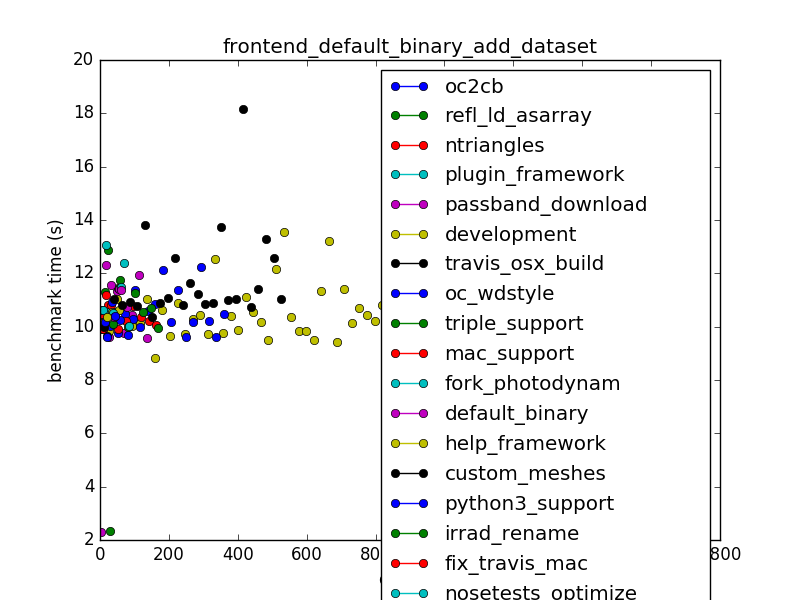 frontend_default_binary_add_dataset
benchmark time (s)
20
18
16
14
12
10
8
6
4
2
0
200
400
600
800
oc2cb
refl_ld_asarray
ntriangles
plugin_framework
passband_download
development
travis_osx_build
oc_wdstyle
triple_support
mac_support
fork_photodynam
default_binary
help_framework
custom_meshes
python3_support
irrad_rename
fix_travis_mac
nosetests_optimize